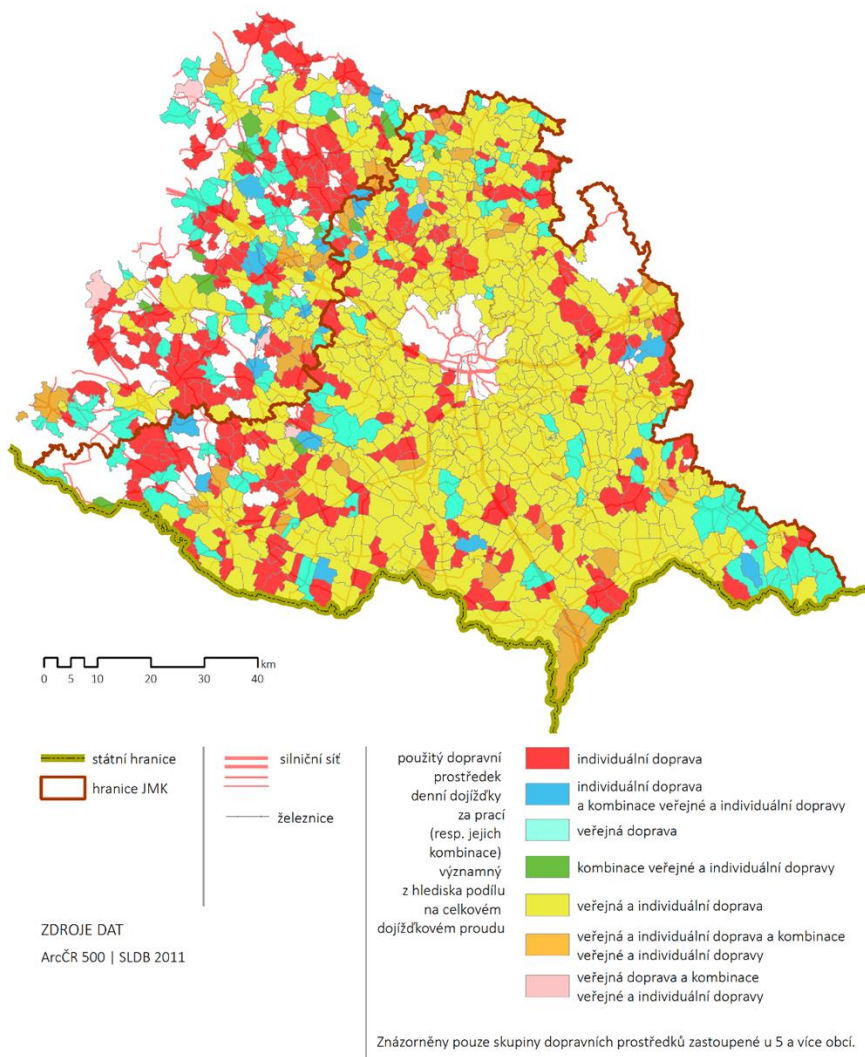 km
0 5 10 20 30 40
státní hranice
hranice JMK
silniční síť
železnice
použitý dopravní
prostředek
denní dojížďky
za prací
(resp. jejich
kombinace)
významný
z hlediska podílu
na celkovém
dojížďkovém proudu
individuální doprava
individuální doprava
a kombinace veřejné a individuální dopravy
veřejná doprava
kombinace veřejné a individuální dopravy
veřejná a individuální doprava
veřejná a individuální doprava a kombinace
veřejné a individuální dopravy
veřejná doprava a kombinace
veřejné a individuální dopravy
ZDROJE DAT
ArcČR 500 | SLDB 2011
Znázorněny pouze skupiny dopravních prostředků zastoupené u 5 a více obcí.